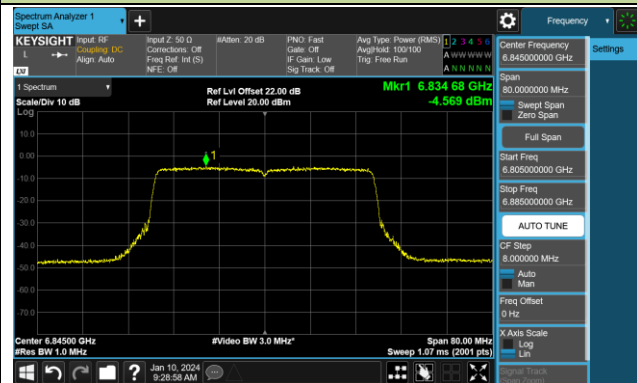 Spectrum Analyzer 1
Swept SA
Frequency
KEYSIGHT
L
LXI
Input: RF
Coupling: DC
Align: Auto
Input Z: 50 Ω
Corrections: Off
Freq Ref: Int (S)
NFE: Off
#Atten: 20 dB
PNO: Fast
Gate: Off
IF Gain: Low
Sig Track: Off
Avg Type: Power (RMS)
Avg|Hold: 100/100
Trig: Free Run
1 2 3 4 5 6
A W W W W W
A N N N N N
1 Spectrum
Scale/Div 10 dB
Log
Ref Lvl Offset 22.00 dB
Ref Level 20.00 dBm
Mkr1 6.834 68 GHz
-4.569 dBm
10.0
0.00
-10.0
-20.0
-30.0
-40.0
-50.0
-60.0
-70.0
1
Center 6.84500 GHz
#Res BW 1.0 MHz
#Video BW 3.0 MHz*
Span 80.00 MHz
Sweep 1.07 ms (2001 pts)
Jan 10, 2024
9:28:58 AM
Center Frequency
6.845000000 GHz
Span
80.0000000 MHz
Swept Span
Zero Span
Full Span
Start Freq
6.805000000 GHz
Stop Freq
6.885000000 GHz
AUTO TUNE
CF Step
8.000000 MHz
Auto
Man
Freq Offset
0 Hz
X Axis Scale
Log
Lin
Signal Track
(Span Zoom)
Settings